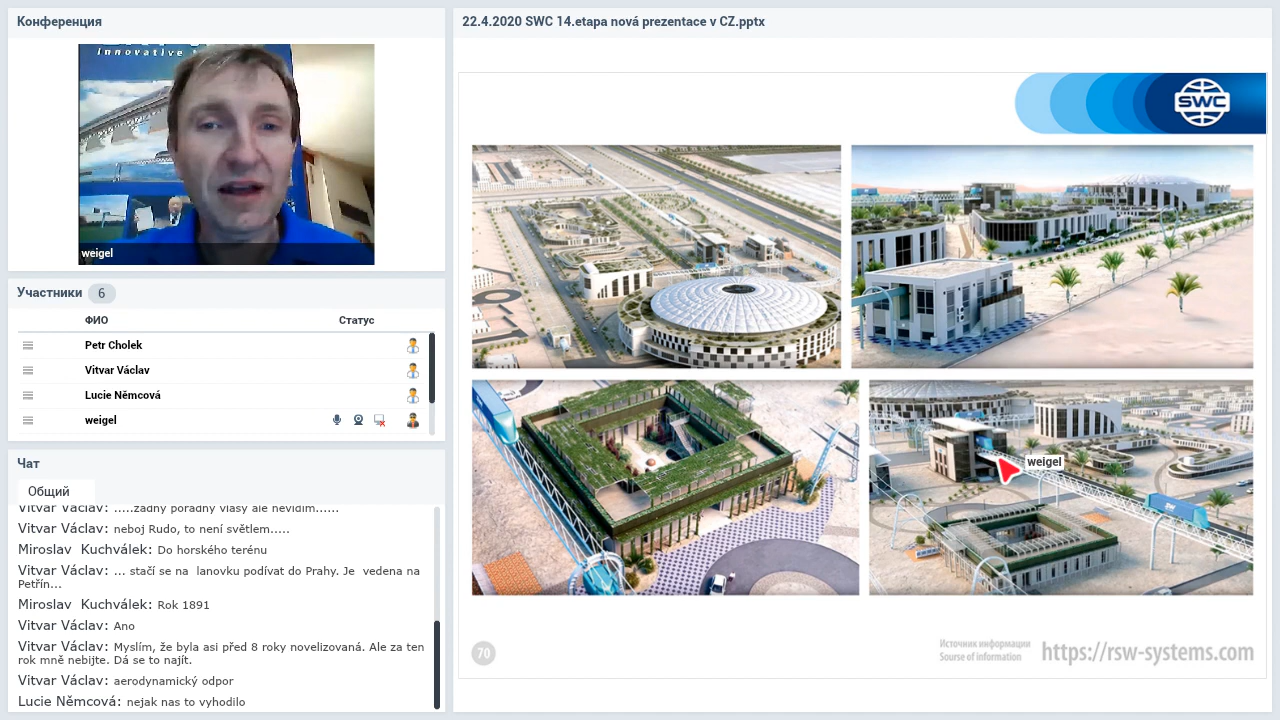 Конференция
innovative
weigel
Участники 6
ФИО Статус
Petr Cholek
Vitvar Václav
Lucie Němcová
weigel
Чат
Общий
Vitvar Václav: .....žádný pořádný vlasy ale nevidím......
Vitvar Václav: neboj Rudo, to není světlem.....
Miroslav Kuchválek: Do horského terénu
Vitvar Václav: ... stačí se na lanovku podívat do Prahy. Je vedena na
Petřín...
Miroslav Kuchválek: Rok 1891
Vitvar Václav: Ano
Vitvar Václav: Myslím, že byla asi před 8 roky novelizovaná. Ale za ten
rok mně nebijte. Dá se to najít.
Vitvar Václav: aerodynamický odpor
Lucie Němcová: nejak nas to vyhodilo
22.4.2020 SWC 14.etapa nová prezentace v CZ.pptx
SWC
weigel
SWC
70
Источник информации
Sourse of information
https://rsw-systems.com